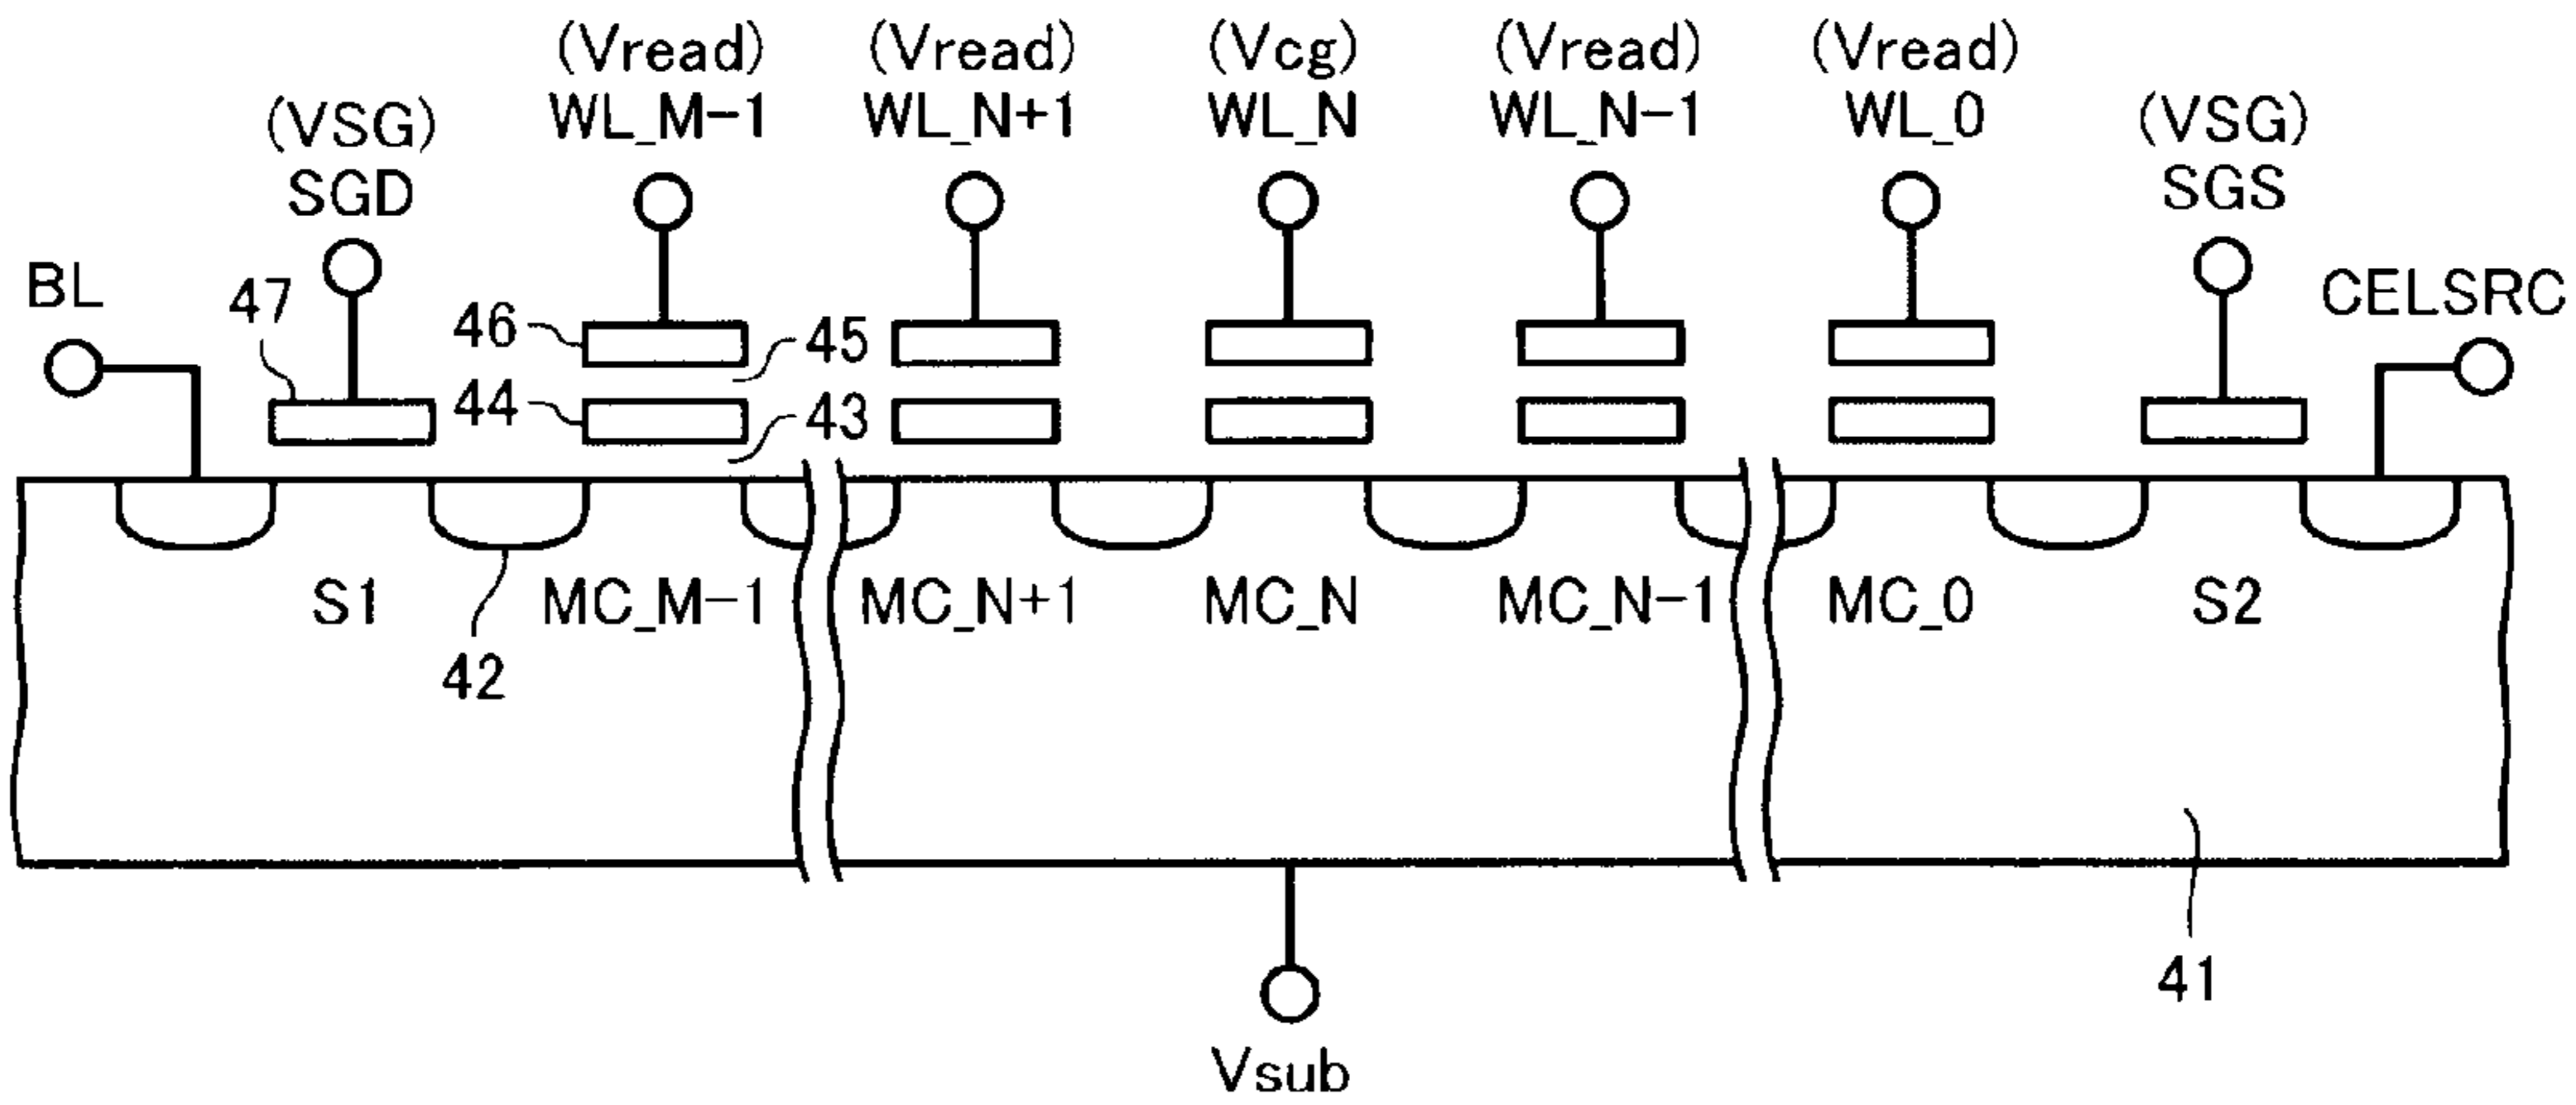 (Vread) (Vread) (Vcg) (Vread) (Vread)
(VSG) WL_M-1 WL_N+1 WL_N WL_N-1 WL_0 (VSG)
SGD SGS
BL 47 CELSRC
46 45
44 43
S1 MC_M-1 MC_N+1 MC_N MC_N-1 MC_0 S2
42
41
Vsub